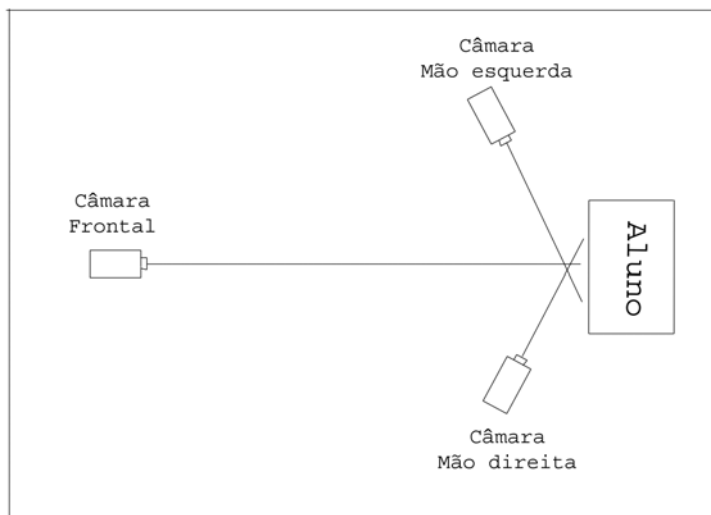 Câmara
Mão esquerda
Câmara
Frontal
Aluno
Câmara
Mão direita